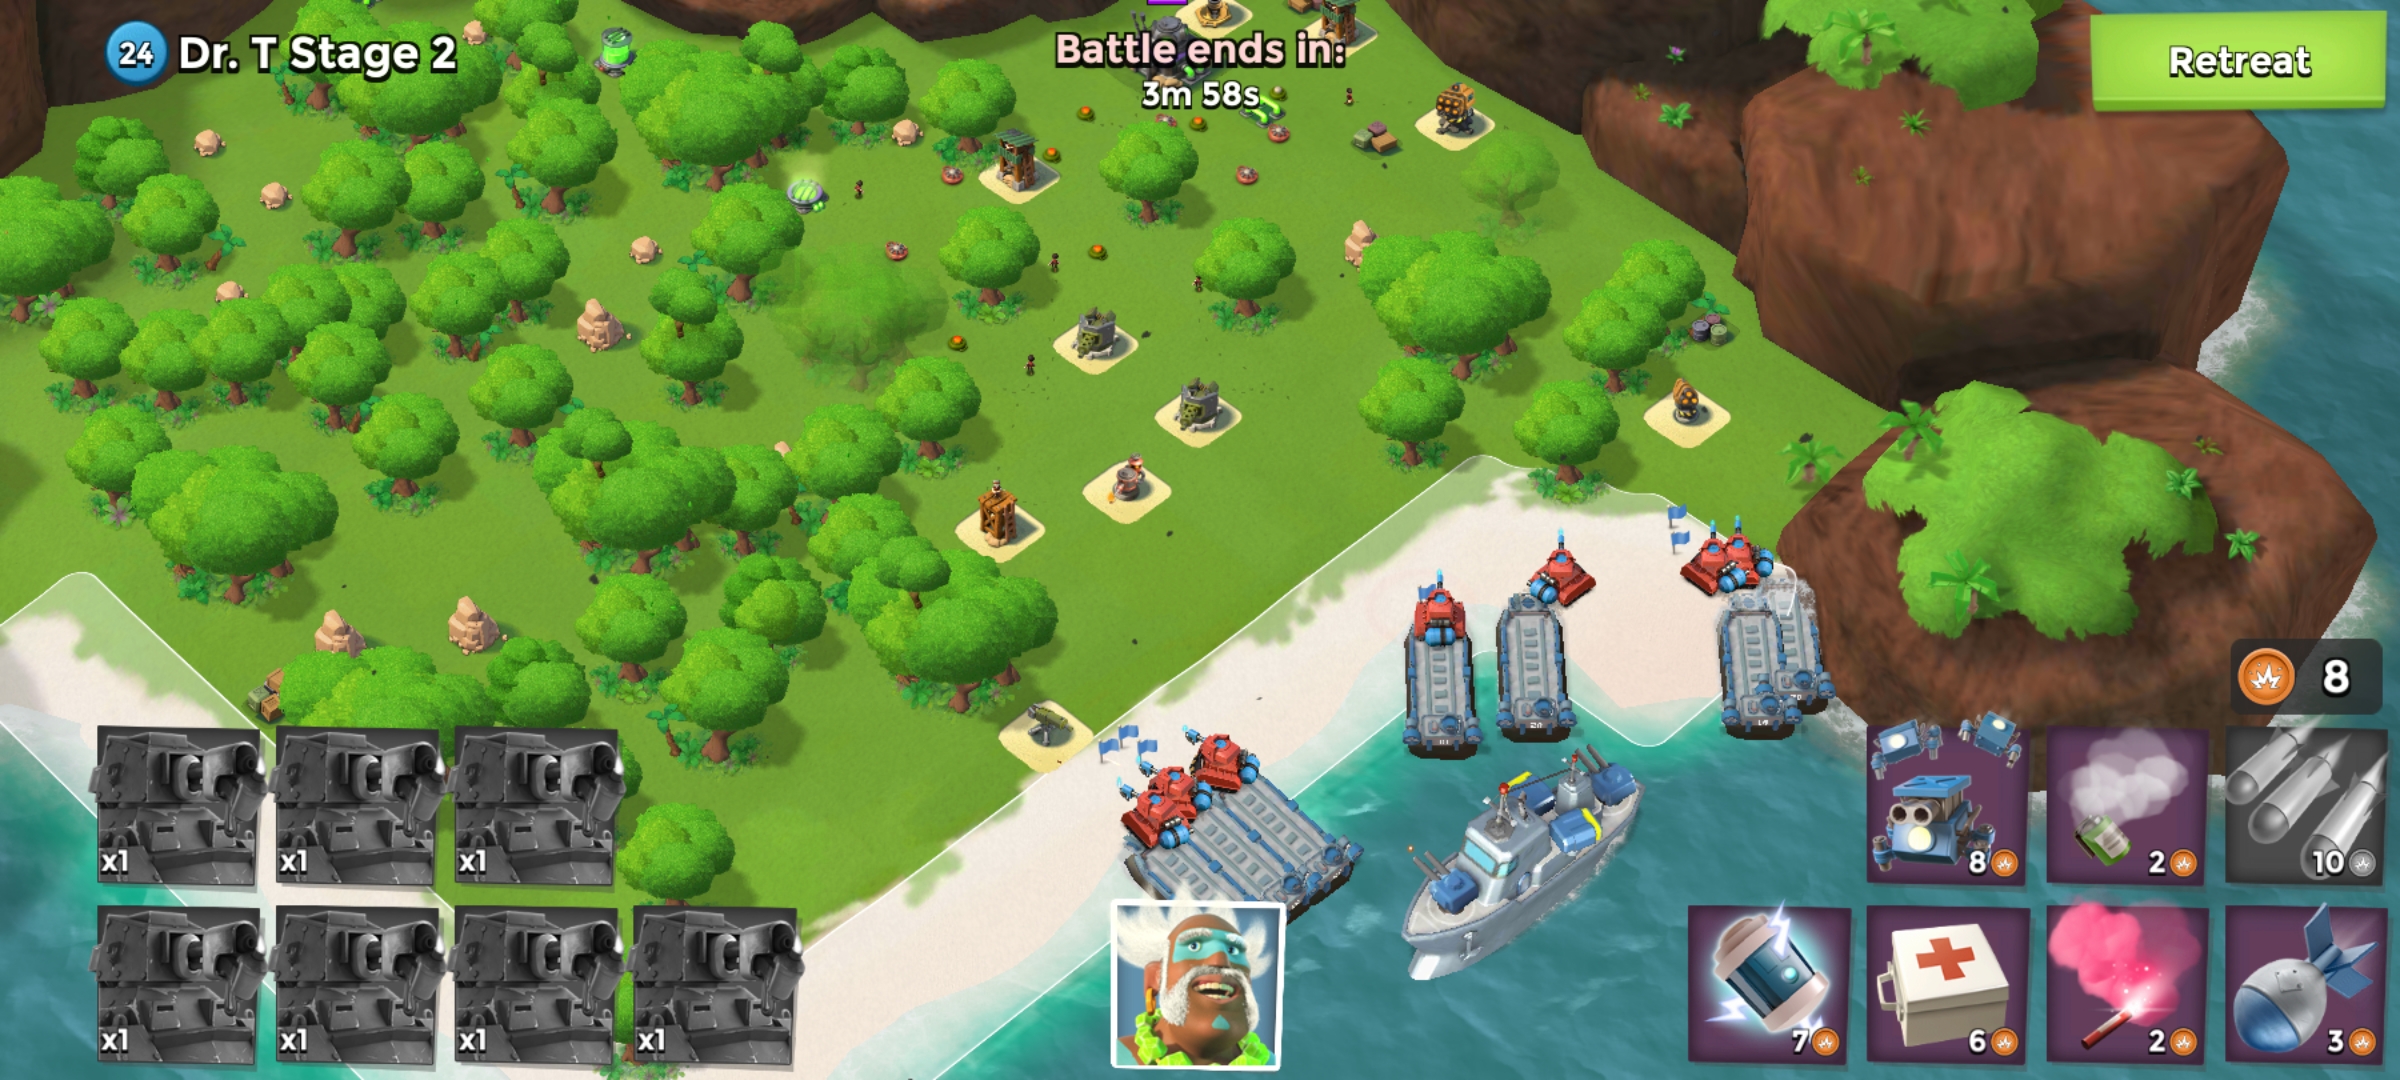 24 Dr. T Stage 2
Battle ends in:
3m 58s
Retreat
8
x1 x1 x1
8 2 10
x1 x1 x1 x1
7 6 2 3